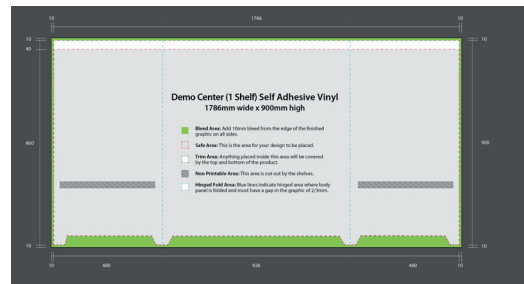 10 1786 10
10 10
40
Demo Center (1 Shelf) Self Adhesive Vinyl
1786mm wide x 900mm high
Bleed Area: Add 10mm bleed from the edge of the finished
graphic on all sides.
Safe Area: This is the area for your design to be placed.
Trim Area: Anything placed inside this area will be covered
by the top and bottom of the product.
Non Printable Area: This area is cut out by the shelves.
Hinged Fold Area: Blue lines indicate hinged area where body
panel is folded and must have a gap in the graphic of 2/3mm.
860 900
10 10
10 480 826 480 10